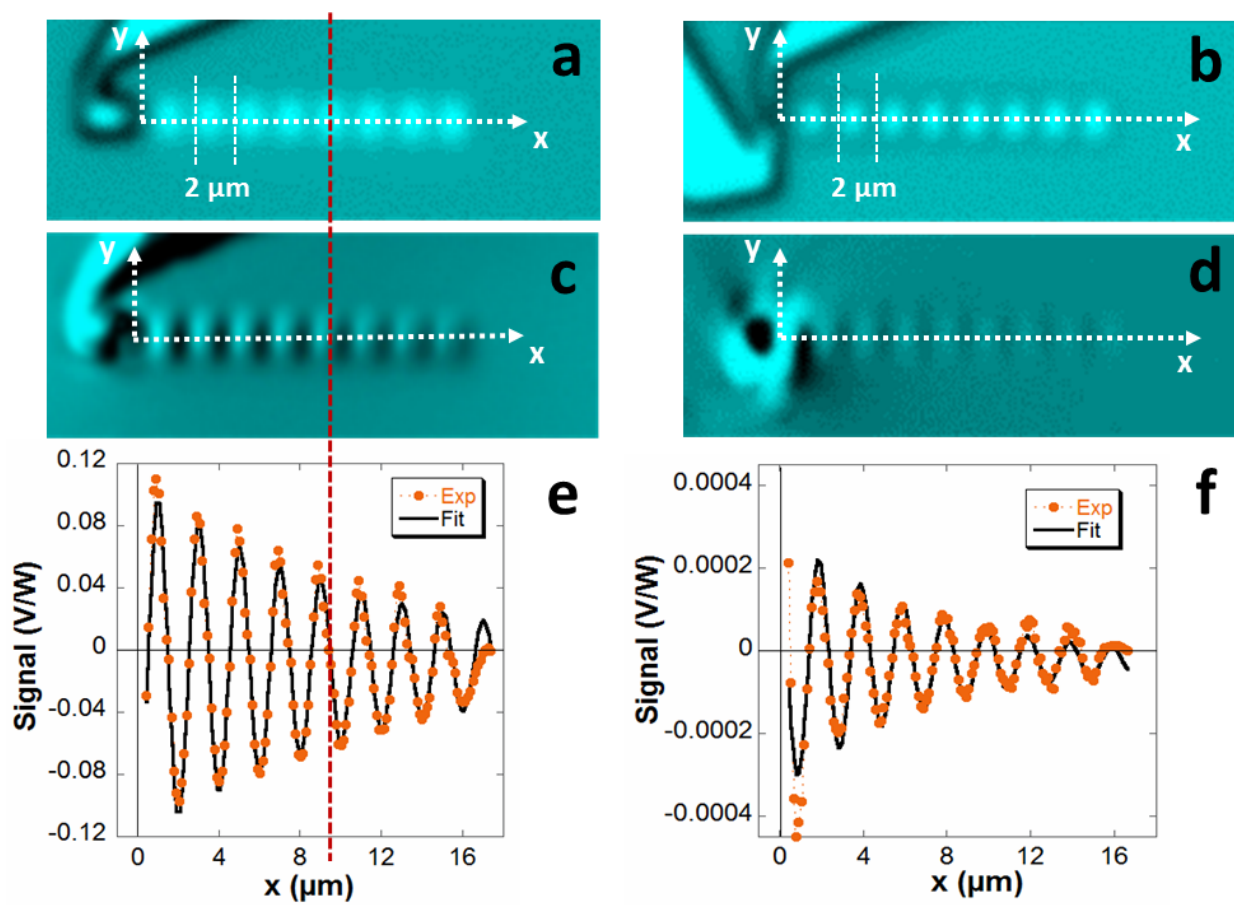 y
a
x
2 µm
y
b
x
2 µm
y
c
x
y
d
x
e
0.12
0.08
0.04
0
-0.04
-0.08
-0.12
Signal (V/W)
Exp
Fit
0 4 8 12 16
x (µm)
f
0.0004
0.0002
0
-0.0002
-0.0004
Signal (V/W)
Exp
Fit
0 4 8 12 16
x (µm)